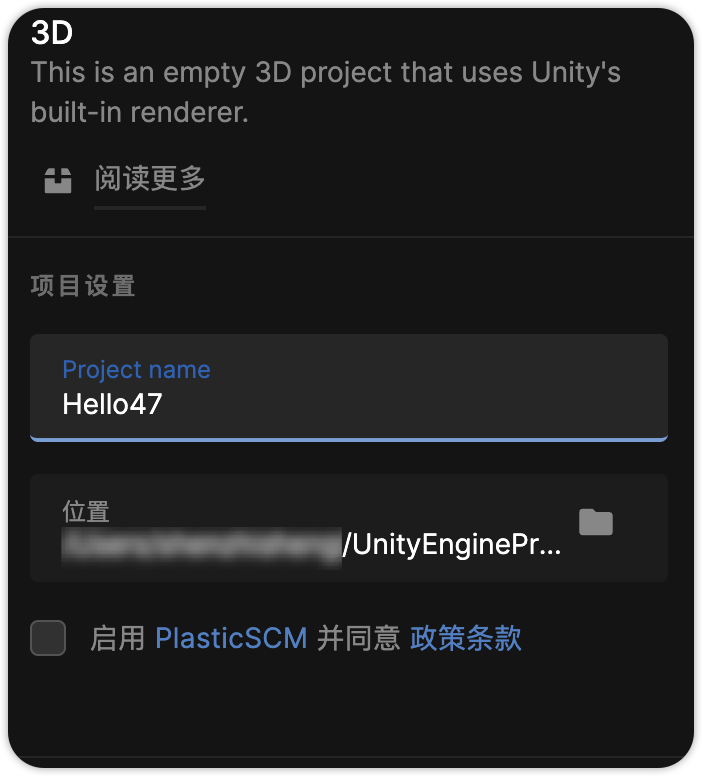 3D
This is an empty 3D project that uses Unity's
built-in renderer.
阅读更多
项目设置
Project name
Hello47
位置
/UnityEnginePr...
启用 PlasticSCM 并同意 政策条款